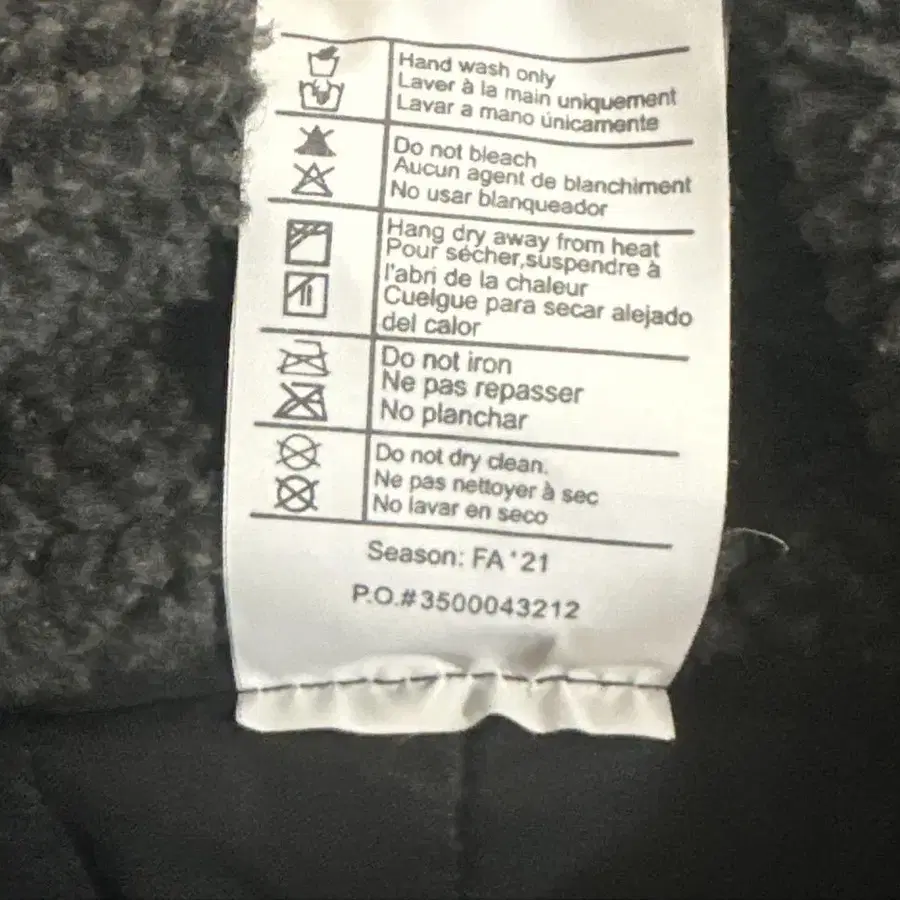 Hand wash only
Laver à la main uniquement
Lavar a mano únicamente
Do not bleach
Aucun agent de blanchiment
No usar blanqueador
Hang dry away from heat
Pour sécher,suspendre à
l'abri de la chaleur
Cuelgue para secar alejado
del calor
Do not iron
Ne pas repasser
No planchar
Do not dry clean.
Ne pas nettoyer à sec
No lavar en seco
Season: FA '21
P.O.#3500043212